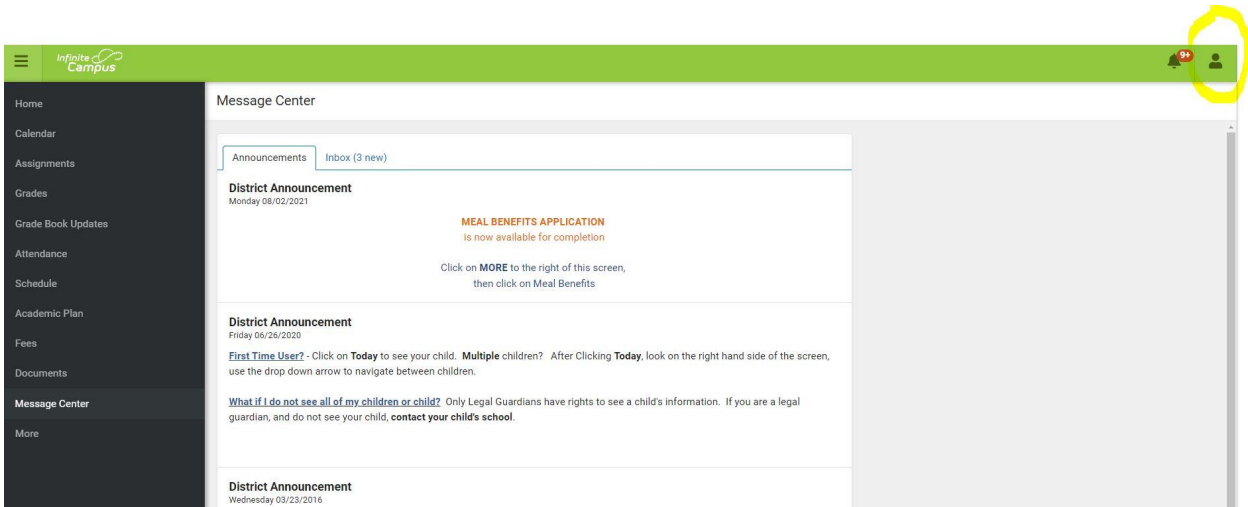 Infinite
Campus
9+
Home
Calendar
Assignments
Grades
Grade Book Updates
Attendance
Schedule
Academic Plan
Fees
Documents
Message Center
More
Message Center
Announcements
Inbox (3 new)
District Announcement
Monday 08/02/2021
MEAL BENEFITS APPLICATION
is now available for completion
Click on MORE to the right of this screen,
then click on Meal Benefits
District Announcement
Friday 06/26/2020
First Time User? - Click on Today to see your child. Multiple children? After Clicking Today, look on the right hand side of the screen,
use the drop down arrow to navigate between children.
What if I do not see all of my children or child? Only Legal Guardians have rights to see a child's information. If you are a legal
guardian, and do not see your child, contact your child's school.
District Announcement
Wednesday 03/23/2016